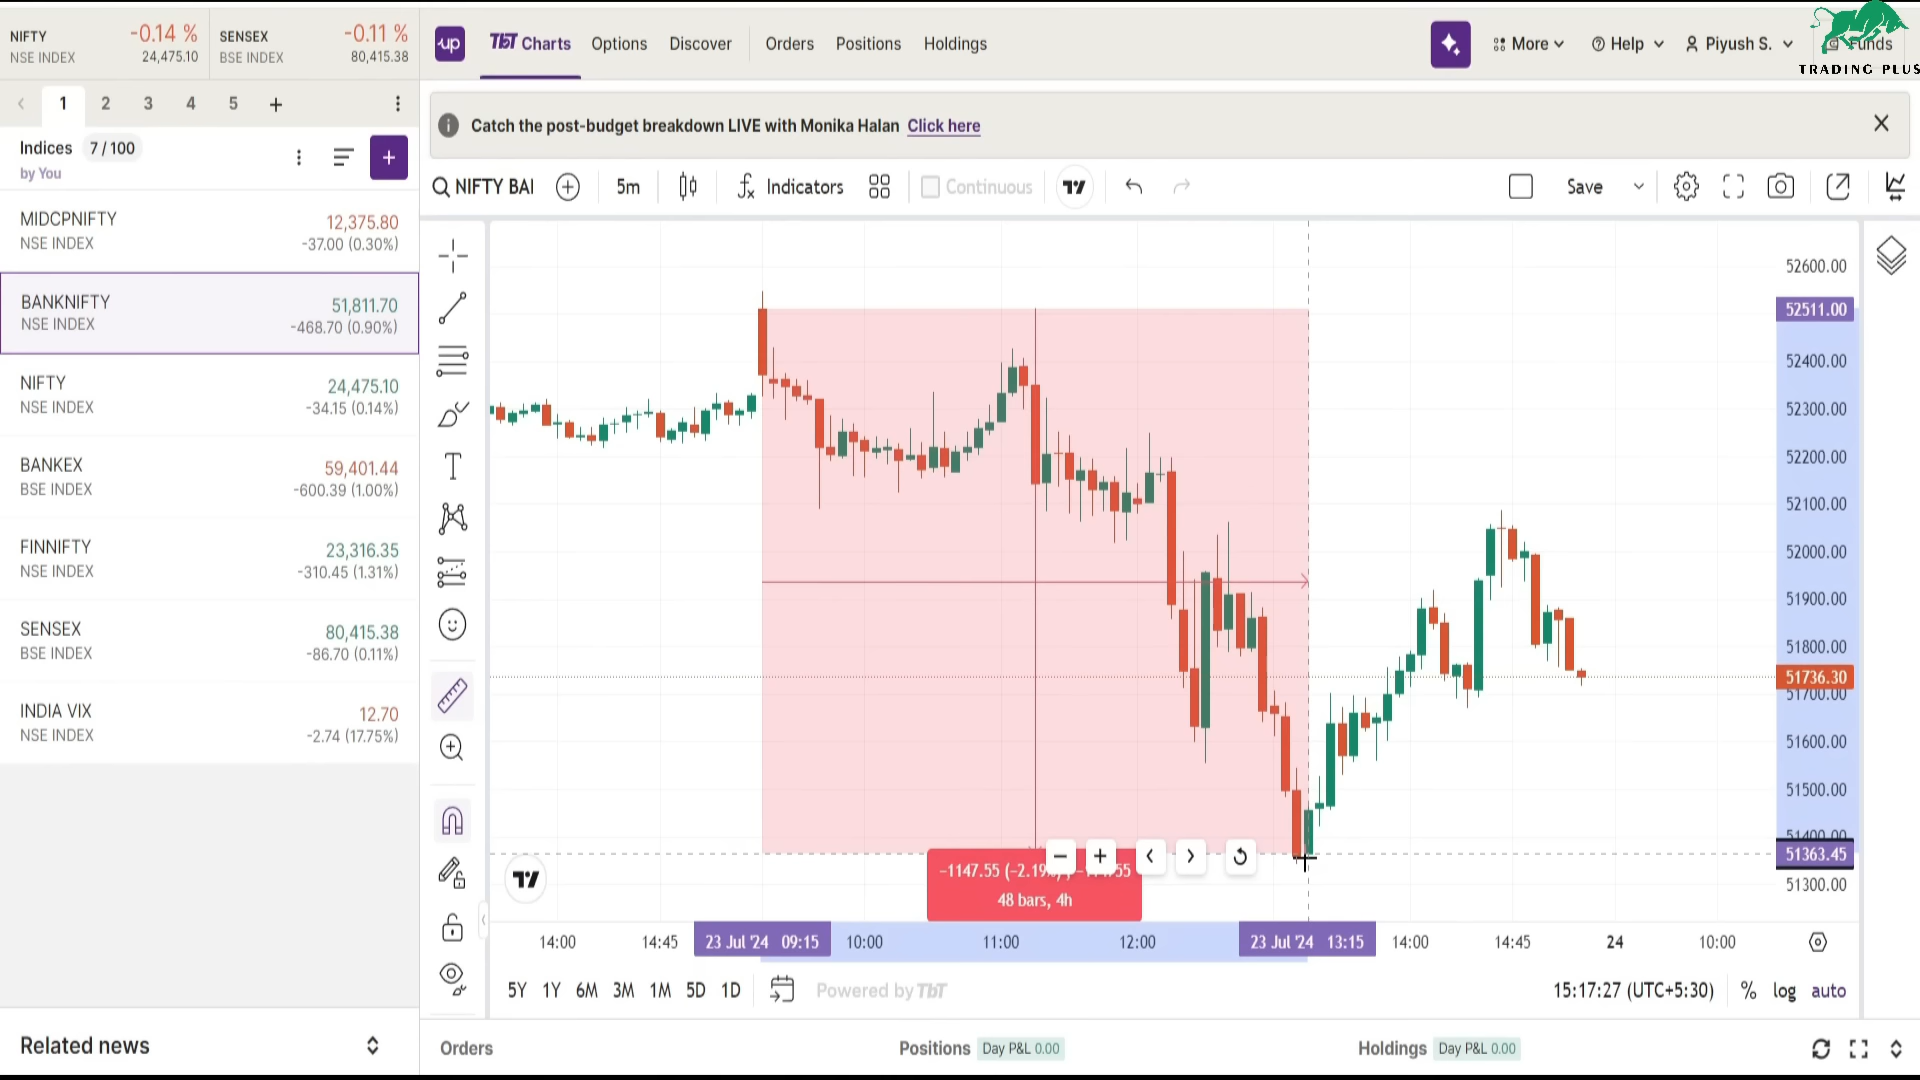 NIFTY -0.14 %
NSE INDEX 24,475.10
SENSEX -0.11 %
BSE INDEX 80,415.38
up TbT Charts Options Discover Orders Positions Holdings
More Help Piyush S. Funds
TRADING PLUS
1 2 3 4 5 +
Catch the post-budget breakdown LIVE with Monika Halan Click here
Indices 7 / 100
by You
NIFTY BAI 5m Indicators Continuous Save
MIDCPNIFTY 12,375.80
NSE INDEX -37.00 (0.30%)
BANKNIFTY 51,811.70
NSE INDEX -468.70 (0.90%)
NIFTY 24,475.10
NSE INDEX -34.15 (0.14%)
BANKEX 59,401.44
BSE INDEX -600.39 (1.00%)
FINNIFTY 23,316.35
NSE INDEX -310.45 (1.31%)
SENSEX 80,415.38
BSE INDEX -86.70 (0.11%)
INDIA VIX 12.70
NSE INDEX -2.74 (17.75%)
52600.00
52511.00
52400.00
52300.00
52200.00
52100.00
52000.00
51900.00
51800.00
51736.30
51700.00
51600.00
51500.00
51400.00
51363.45
51300.00
−1147.55 (−2.19
48 bars, 4h
14:00 14:45 23 Jul '24 09:15 10:00 11:00 12:00 23 Jul '24 13:15 14:00 14:45 24 10:00
5Y 1Y 6M 3M 1M 5D 1D Powered by TbT 15:17:27 (UTC+5:30) % log auto
Related news
Orders Positions Day P&L 0.00 Holdings Day P&L 0.00